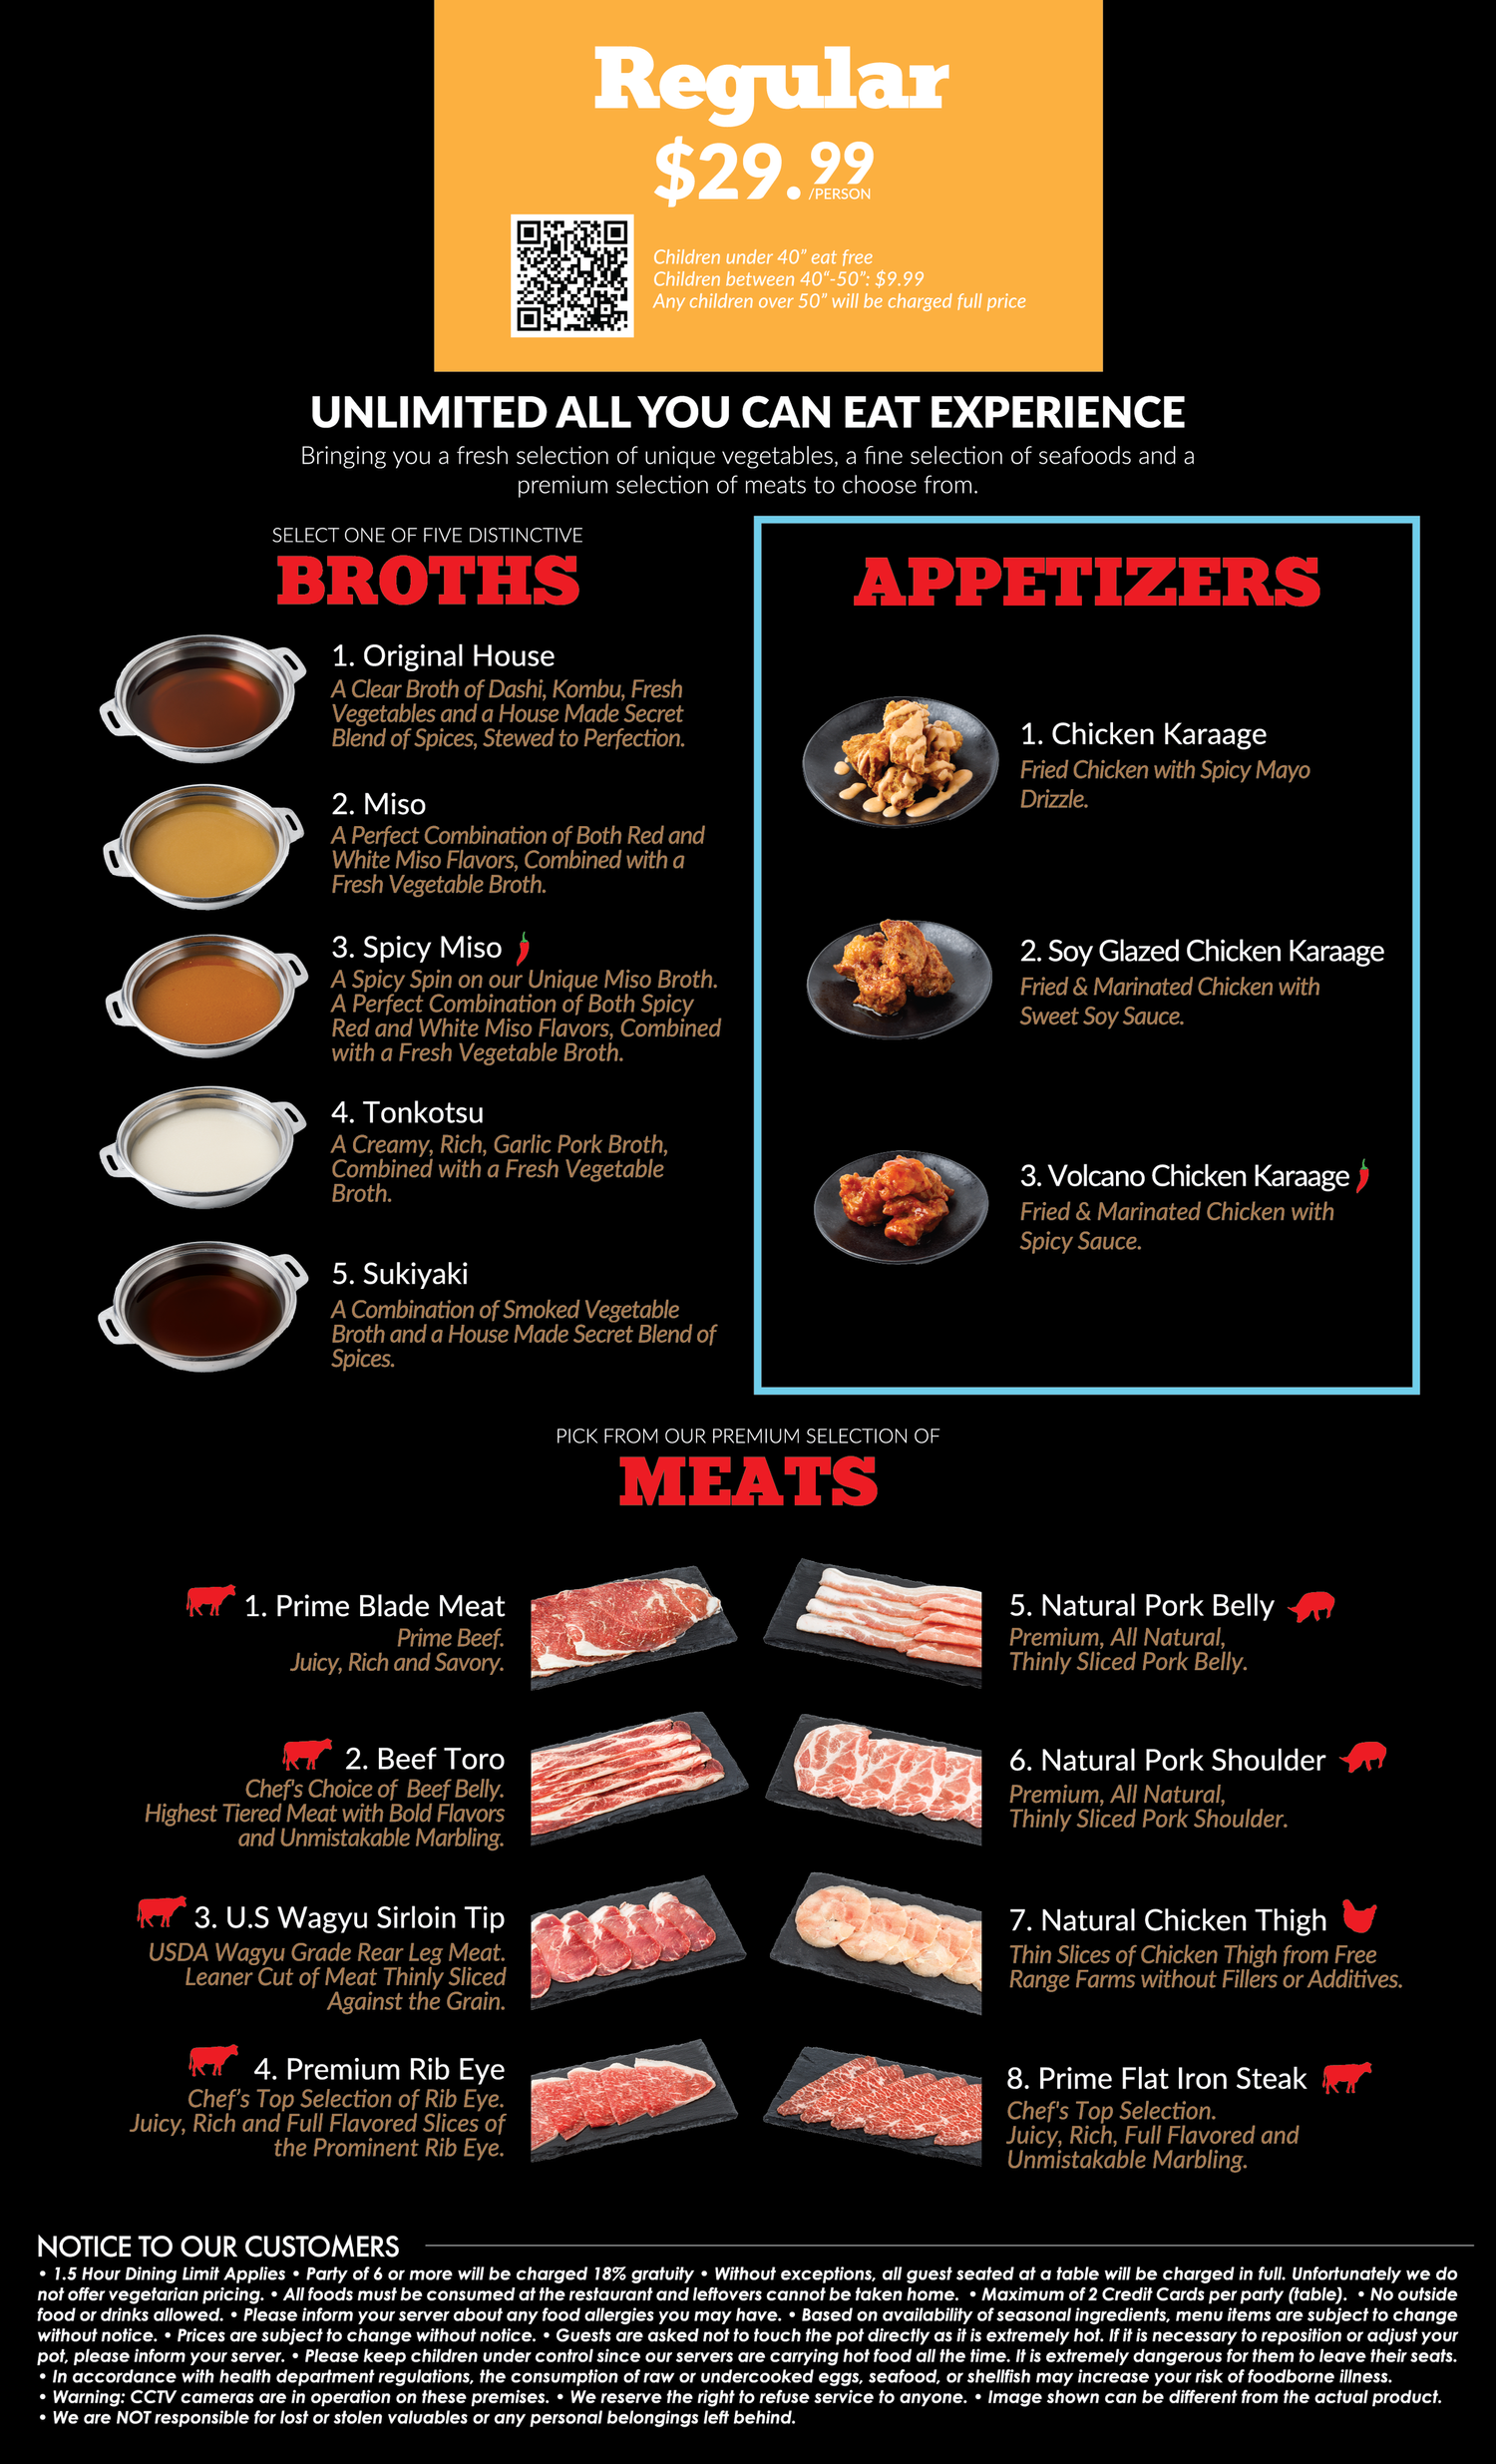 Regular
$29.99
/PERSON
Children under 40” eat free
Children between 40“-50”: $9.99
Any children over 50” will be charged full price
UNLIMITED ALL YOU CAN EAT EXPERIENCE
Bringing you a fresh selection of unique vegetables, a fine selection of seafoods and a
premium selection of meats to choose from.
SELECT ONE OF FIVE DISTINCTIVE
BROTHS
1. Original House
A Clear Broth of Dashi, Kombu, Fresh
Vegetables and a House Made Secret
Blend of Spices, Stewed to Perfection.
2. Miso
A Perfect Combination of Both Red and
White Miso Flavors, Combined with a
Fresh Vegetable Broth.
3. Spicy Miso
A Spicy Spin on our Unique Miso Broth.
A Perfect Combination of Both Spicy
Red and White Miso Flavors, Combined
with a Fresh Vegetable Broth.
4. Tonkotsu
A Creamy, Rich, Garlic Pork Broth,
Combined with a Fresh Vegetable
Broth.
5. Sukiyaki
A Combination of Smoked Vegetable
Broth and a House Made Secret Blend of
Spices.
APPETIZERS
1. Chicken Karaage
Fried Chicken with Spicy Mayo
Drizzle.
2. Soy Glazed Chicken Karaage
Fried & Marinated Chicken with
Sweet Soy Sauce.
3. Volcano Chicken Karaage
Fried & Marinated Chicken with
Spicy Sauce.
PICK FROM OUR PREMIUM SELECTION OF
MEATS
1. Prime Blade Meat
Prime Beef.
Juicy, Rich and Savory.
2. Beef Toro
Chef's Choice of Beef Belly.
Highest Tiered Meat with Bold Flavors
and Unmistakable Marbling.
3. U.S Wagyu Sirloin Tip
USDA Wagyu Grade Rear Leg Meat.
Leaner Cut of Meat Thinly Sliced
Against the Grain.
4. Premium Rib Eye
Chef’s Top Selection of Rib Eye.
Juicy, Rich and Full Flavored Slices of
the Prominent Rib Eye.
5. Natural Pork Belly
Premium, All Natural,
Thinly Sliced Pork Belly.
6. Natural Pork Shoulder
Premium, All Natural,
Thinly Sliced Pork Shoulder.
7. Natural Chicken Thigh
Thin Slices of Chicken Thigh from Free
Range Farms without Fillers or Additives.
8. Prime Flat Iron Steak
Chef's Top Selection.
Juicy, Rich, Full Flavored and
Unmistakable Marbling.
NOTICE TO OUR CUSTOMERS
• 1.5 Hour Dining Limit Applies • Party of 6 or more will be charged 18% gratuity • Without exceptions, all guest seated at a table will be charged in full. Unfortunately we do
not offer vegetarian pricing. • All foods must be consumed at the restaurant and leftovers cannot be taken home. • Maximum of 2 Credit Cards per party (table). • No outside
food or drinks allowed. • Please inform your server about any food allergies you may have. • Based on availability of seasonal ingredients, menu items are subject to change
without notice. • Prices are subject to change without notice. • Guests are asked not to touch the pot directly as it is extremely hot. If it is necessary to reposition or adjust your
pot, please inform your server. • Please keep children under control since our servers are carrying hot food all the time. It is extremely dangerous for them to leave their seats.
• In accordance with health department regulations, the consumption of raw or undercooked eggs, seafood, or shellfish may increase your risk of foodborne illness.
• Warning: CCTV cameras are in operation on these premises. • We reserve the right to refuse service to anyone. • Image shown can be different from the actual product.
• We are NOT responsible for lost or stolen valuables or any personal belongings left behind.